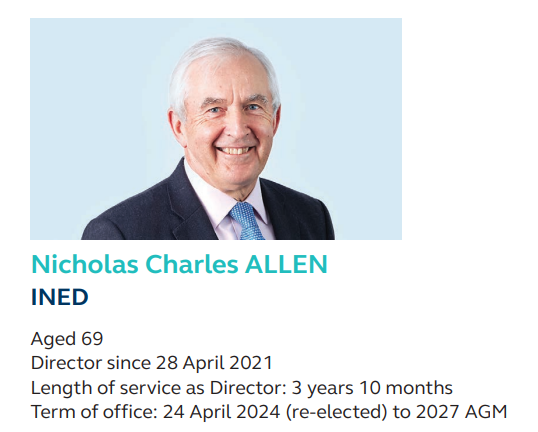 Nicholas Charles ALLEN
INED
Aged 69
Director since 28 April 2021
Length of service as Director: 3 years 10 months
Term of office: 24 April 2024 (re-elected) to 2027 AGM